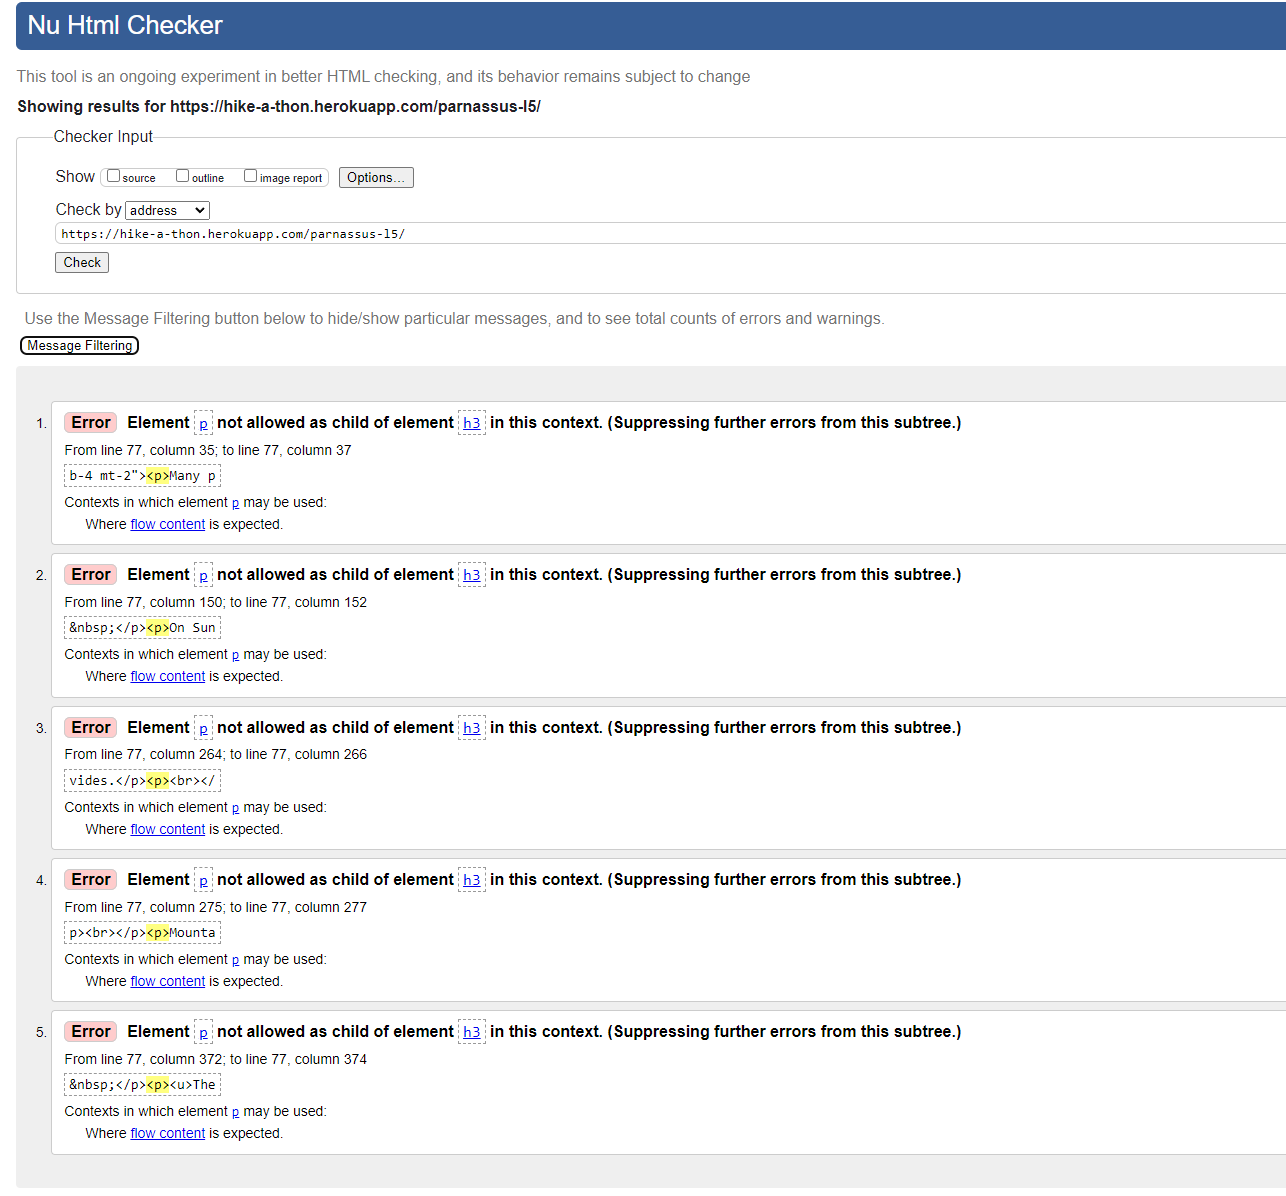 Nu Html Checker
This tool is an ongoing experiment in better HTML checking, and its behavior remains subject to change
Showing results for https://hike-a-thon.herokuapp.com/parnassus-l5/
Checker Input
Show source outline image report Options...
Check by address
https://hike-a-thon.herokuapp.com/parnassus-l5/
Check
Use the Message Filtering button below to hide/show particular messages, and to see total counts of errors and warnings.
Message Filtering
1. Error Element p not allowed as child of element h3 in this context. (Suppressing further errors from this subtree.)
From line 77, column 35; to line 77, column 37
b-4 mt-2"><p>Many p
Contexts in which element p may be used:
Where flow content is expected.
2. Error Element p not allowed as child of element h3 in this context. (Suppressing further errors from this subtree.)
From line 77, column 150; to line 77, column 152
&nbsp;</p><p>On Sun
Contexts in which element p may be used:
Where flow content is expected.
3. Error Element p not allowed as child of element h3 in this context. (Suppressing further errors from this subtree.)
From line 77, column 264; to line 77, column 266
vides.</p><p><br></
Contexts in which element p may be used:
Where flow content is expected.
4. Error Element p not allowed as child of element h3 in this context. (Suppressing further errors from this subtree.)
From line 77, column 275; to line 77, column 277
p><br></p><p>Mounta
Contexts in which element p may be used:
Where flow content is expected.
5. Error Element p not allowed as child of element h3 in this context. (Suppressing further errors from this subtree.)
From line 77, column 372; to line 77, column 374
&nbsp;</p><p><u>The
Contexts in which element p may be used:
Where flow content is expected.